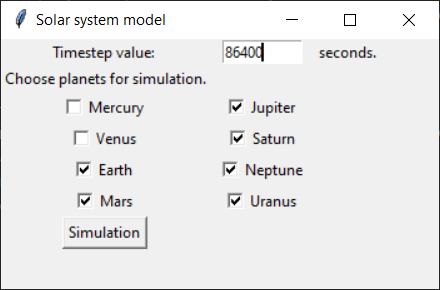 Solar system model
Timestep value: 86400 seconds.
Choose planets for simulation.
Mercury Jupiter
Venus Saturn
Earth Neptune
Mars Uranus
Simulation